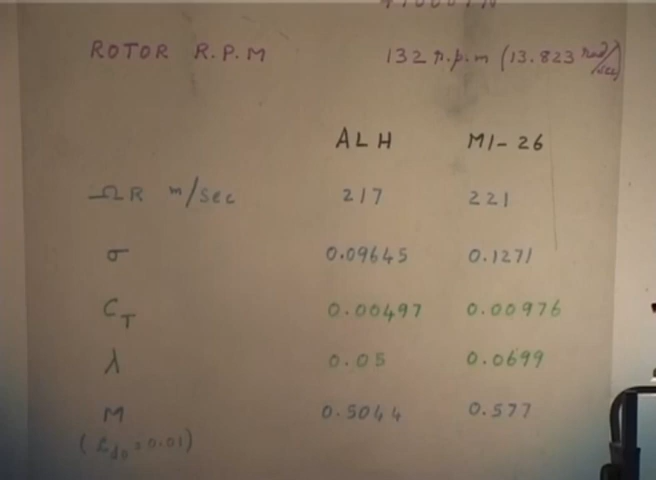 ROTOR R.P.M 132 r.p.m (13.823 rad/sec)
ALH MI-26
ΩR m/sec 217 221
σ 0.09645 0.1271
C_T 0.00497 0.00976
λ 0.05 0.0699
M 0.5044 0.577
(C_do = 0.01)